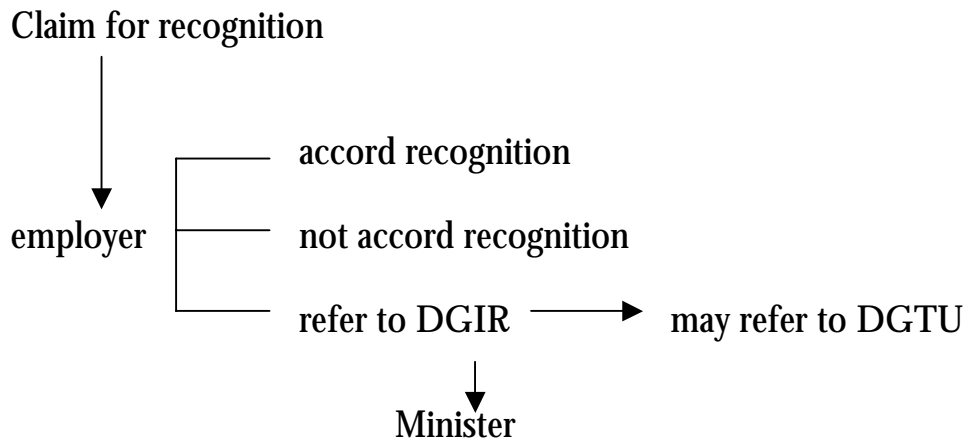 Claim for recognition
accord recognition
employer
not accord recognition
refer to DGIR
may refer to DGTU
Minister